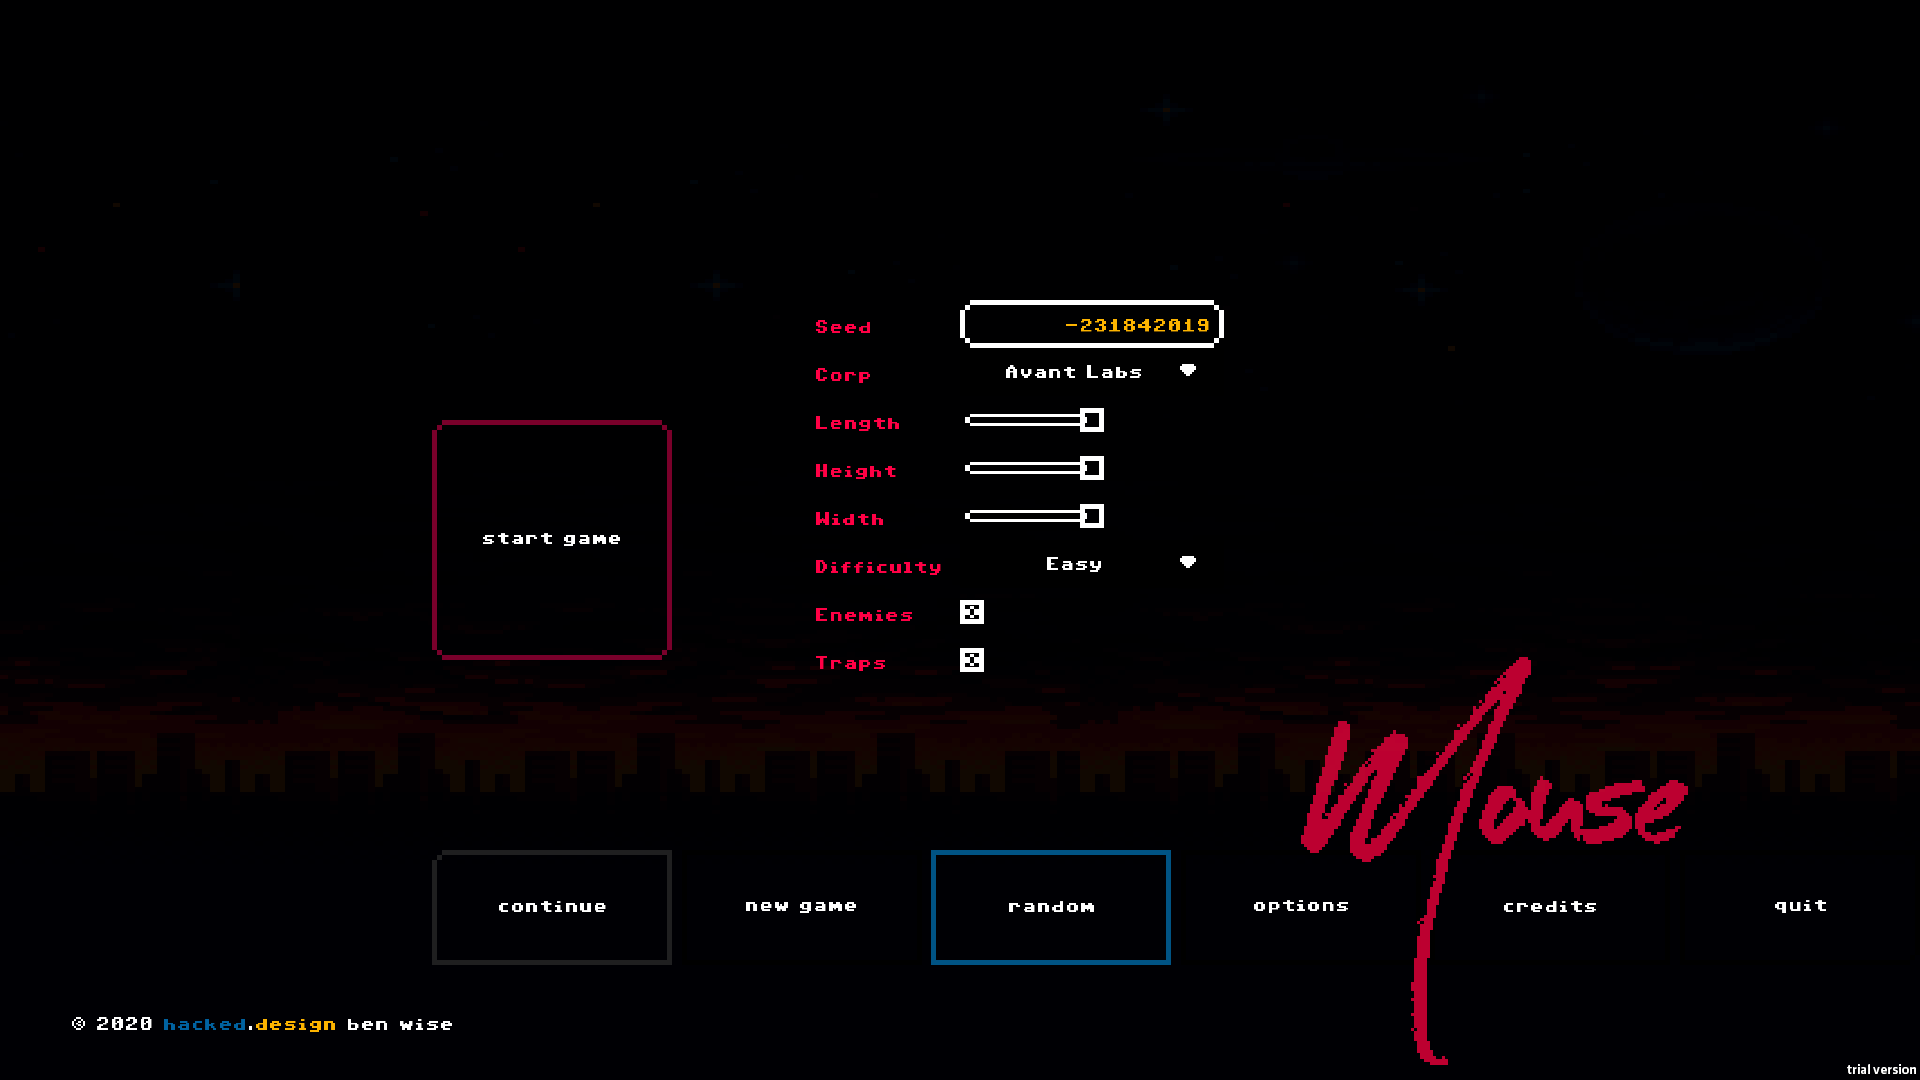 Seed -231842019
Corp Avant Labs
Length
Height
Width
start game
Difficulty Easy
Enemies
Traps
Mouse
continue new game random options credits quit
© 2020 hacked.design ben wise
trial version